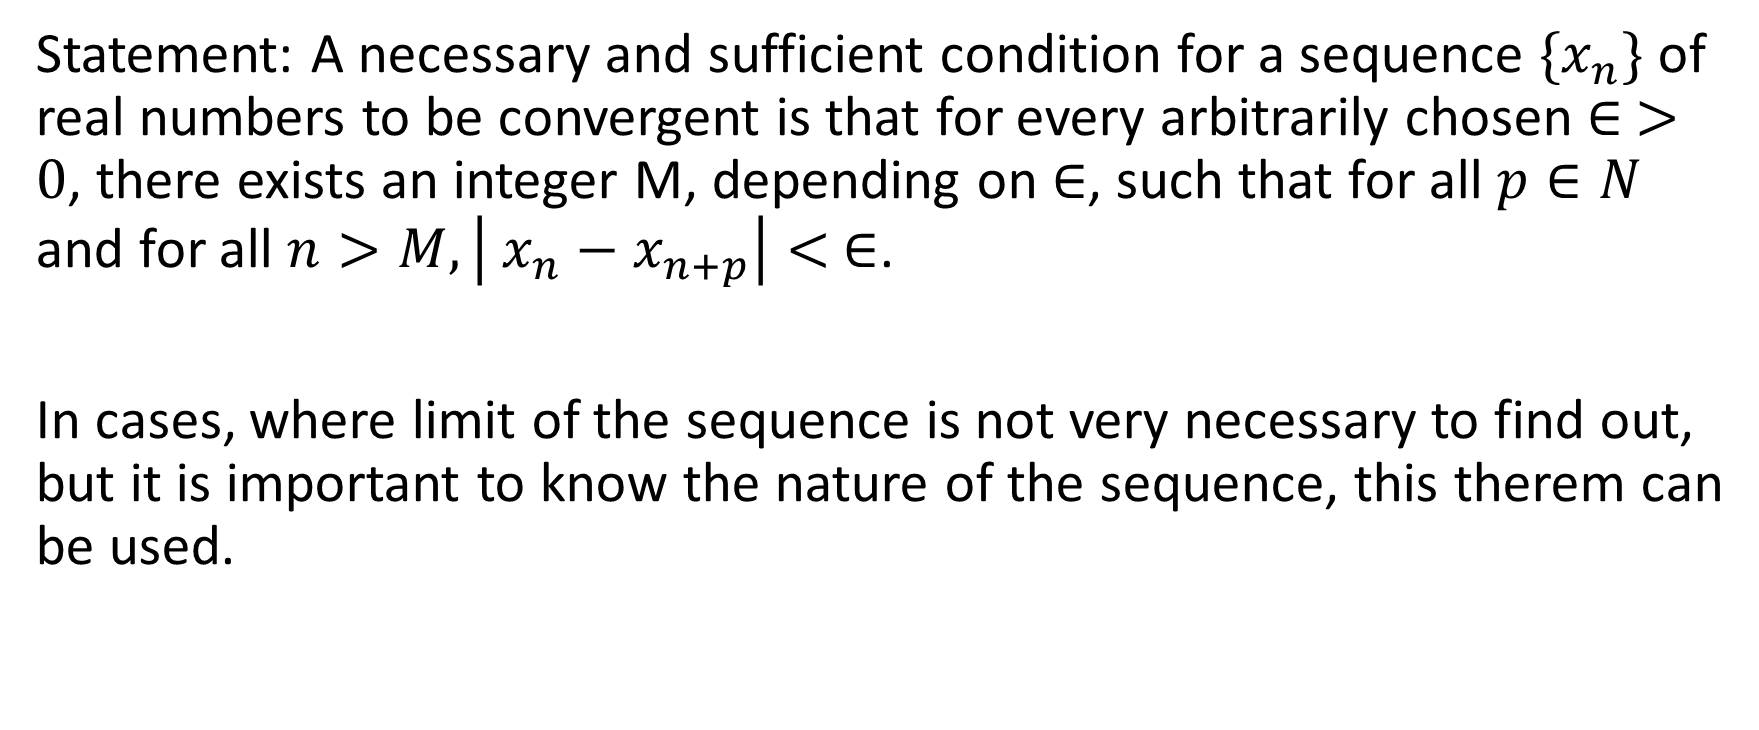 Statement: A necessary and sufficient condition for a sequence {xₙ} of
real numbers to be convergent is that for every arbitrarily chosen ∈ >
0, there exists an integer M, depending on ∈, such that for all p ∈ N
and for all n > M, | xₙ − xₙ₊ₚ| < ∈.
In cases, where limit of the sequence is not very necessary to find out,
but it is important to know the nature of the sequence, this therem can
be used.